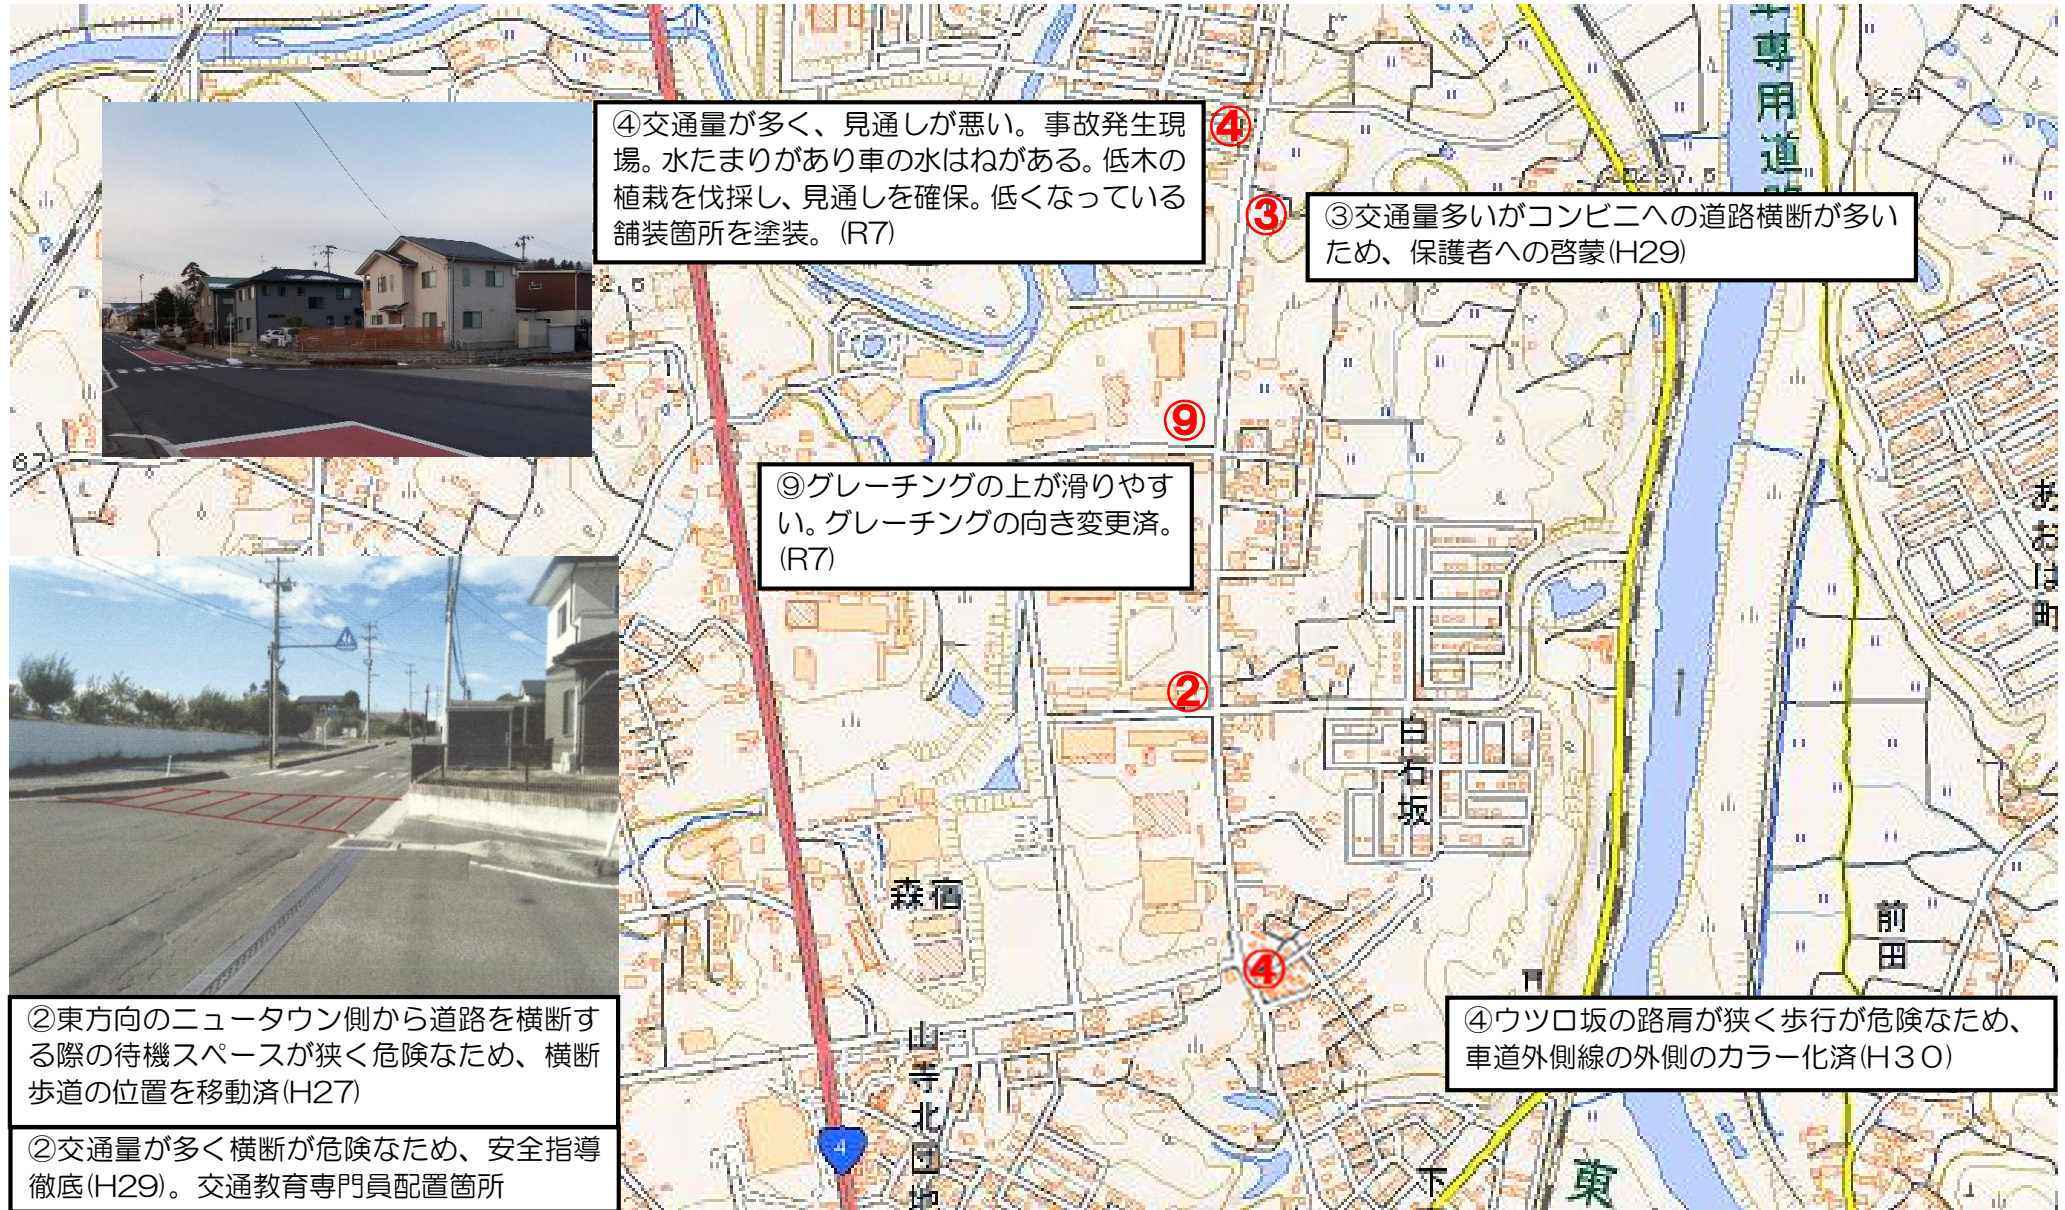 ④交通量が多く、見通しが悪い。事故発生現
場。水たまりがあり車の水はねがある。低木の
植栽を伐採し、見通しを確保。低くなっている
舗装箇所を塗装。(R7)
④
③
③交通量多いがコンビニへの道路横断が多い
ため、保護者への啓蒙(H29)
専用道
254
⑨
⑨グレーチングの上が滑りやす
い。グレーチングの向き変更済。
(R7)
あおば町
②
白石坂
森宿
前田
270
④
④ウツロ坂の路肩が狭く歩行が危険なため、
車道外側線の外側のカラー化済(H30)
②東方向のニュータウン側から道路を横断す
る際の待機スペースが狭く危険なため、横断
歩道の位置を移動済(H27)
②交通量が多く横断が危険なため、安全指導
徹底(H29)。交通教育専門員配置箇所
山寺北団
4
下
東